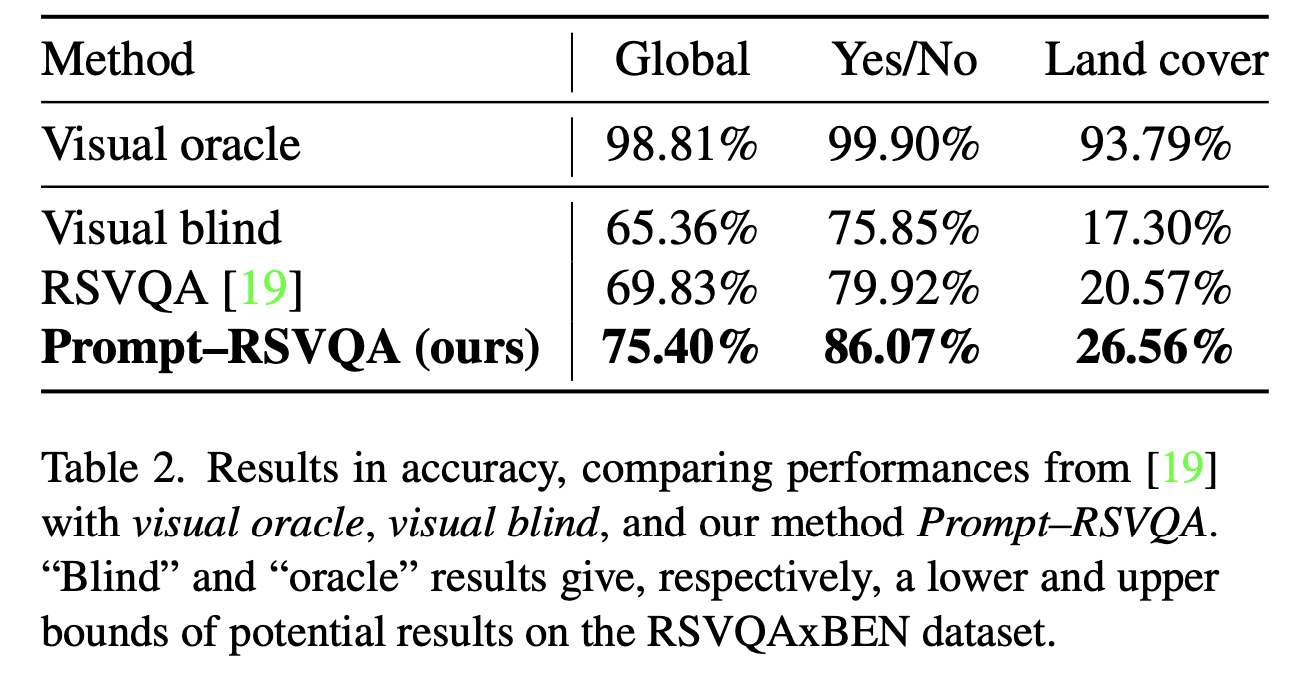 Method Global Yes/No Land cover
Visual oracle 98.81% 99.90% 93.79%
Visual blind 65.36% 75.85% 17.30%
RSVQA [19] 69.83% 79.92% 20.57%
Prompt–RSVQA (ours) 75.40% 86.07% 26.56%
Table 2. Results in accuracy, comparing performances from [19]
with visual oracle, visual blind, and our method Prompt–RSVQA.
“Blind” and “oracle” results give, respectively, a lower and upper
bounds of potential results on the RSVQAxBEN dataset.